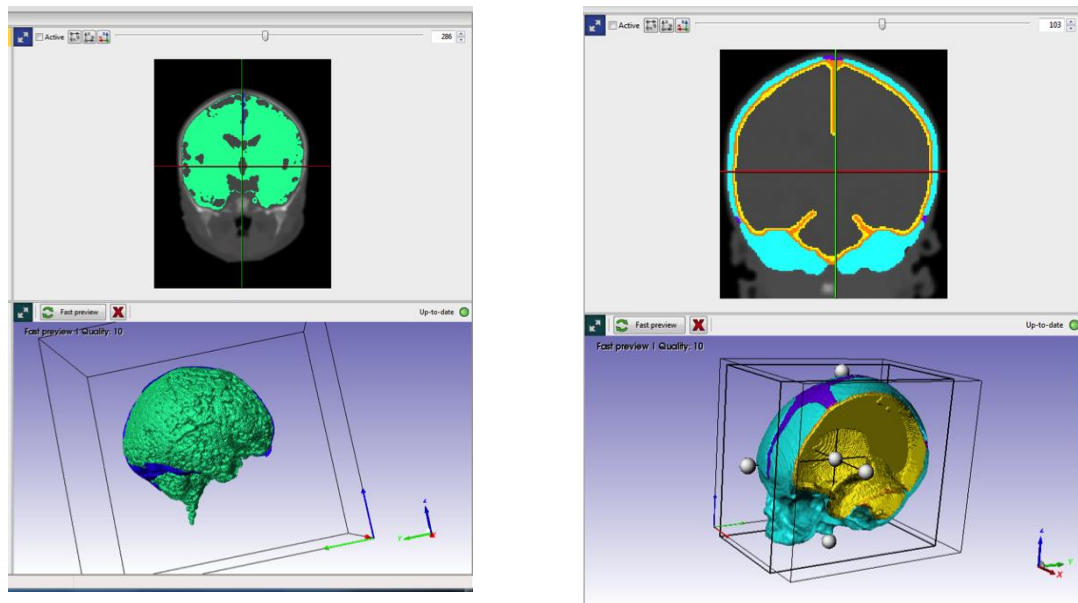 Active
286
Fast preview
Up-to-date
Fast preview | Quality: 10
z
Y
x
Active
103
Fast preview
Up-to-date
Fast preview | Quality: 10
z
Y
X